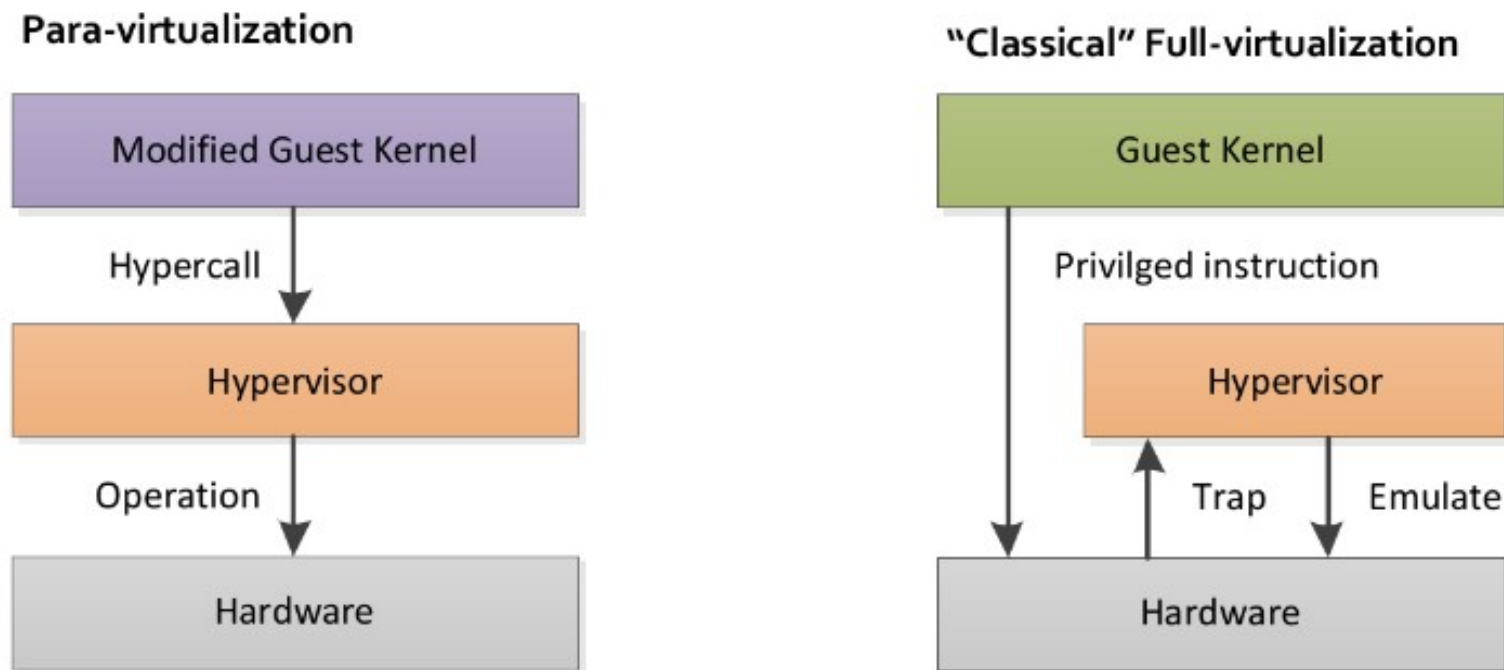 Para-virtualization
Modified Guest Kernel
Hypercall
Hypervisor
Operation
Hardware
“Classical” Full-virtualization
Guest Kernel
Privilged instruction
Hypervisor
Trap
Emulate
Hardware